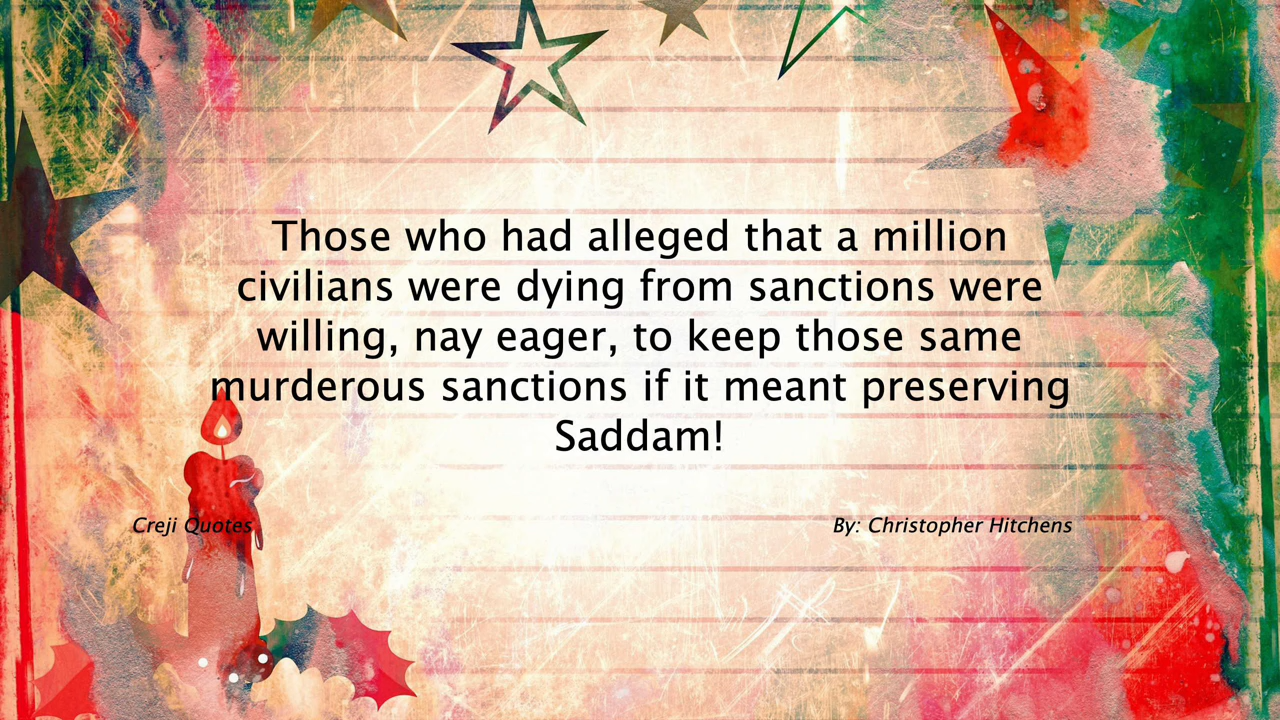 Those who had alleged that a million
civilians were dying from sanctions were
willing, nay eager, to keep those same
murderous sanctions if it meant preserving
Saddam!
Creji Quotes
By: Christopher Hitchens